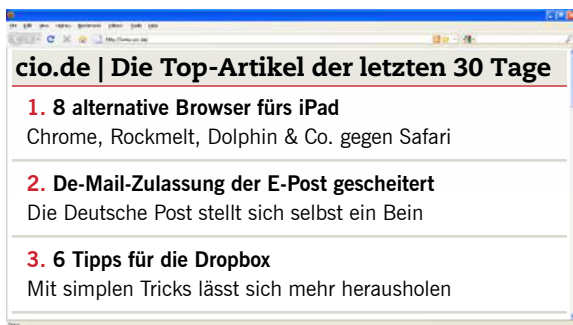 cio.de | Die Top-Artikel der letzten 30 Tage
1. 8 alternative Browser fürs iPad
Chrome, Rockmelt, Dolphin & Co. gegen Safari
2. De-Mail-Zulassung der E-Post gescheitert
Die Deutsche Post stellt sich selbst ein Bein
3. 6 Tipps für die Dropbox
Mit simplen Tricks lässt sich mehr herausholen